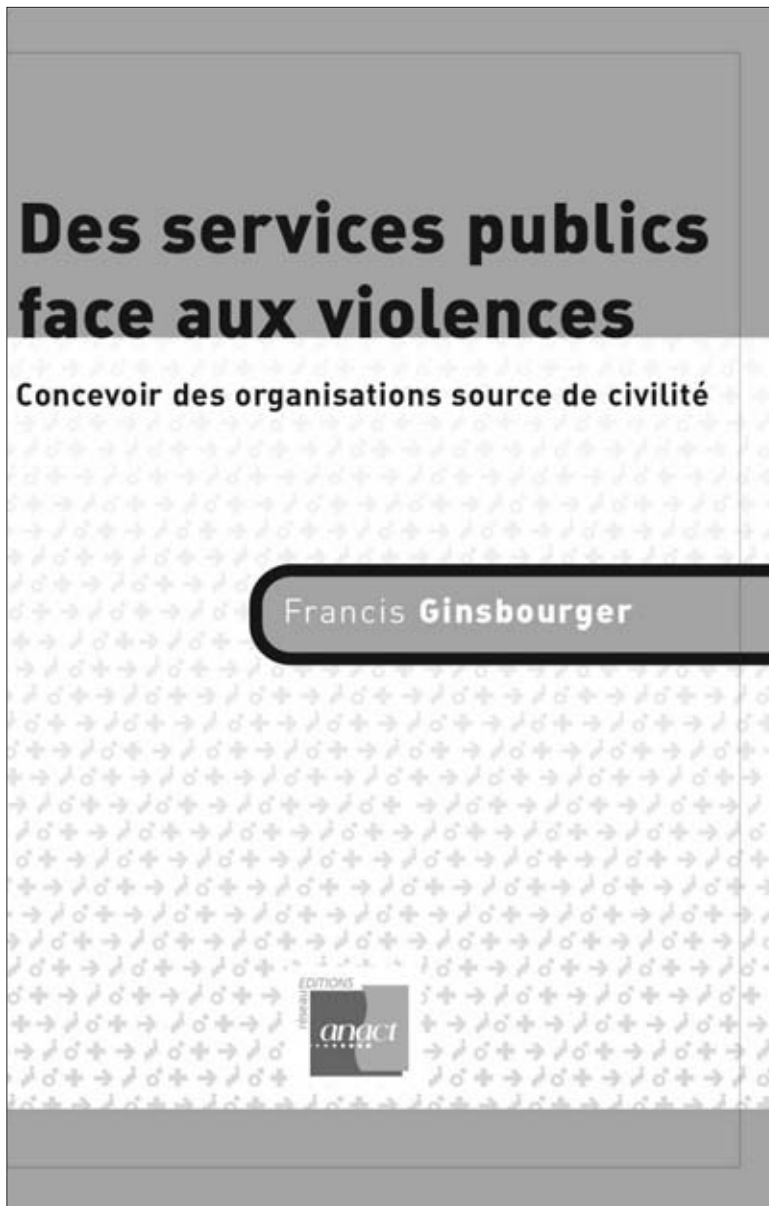 Des services publics
face aux violences
Concevoir des organisations source de civilité
Francis Ginsbourger
EDITIONS
réseau
anact